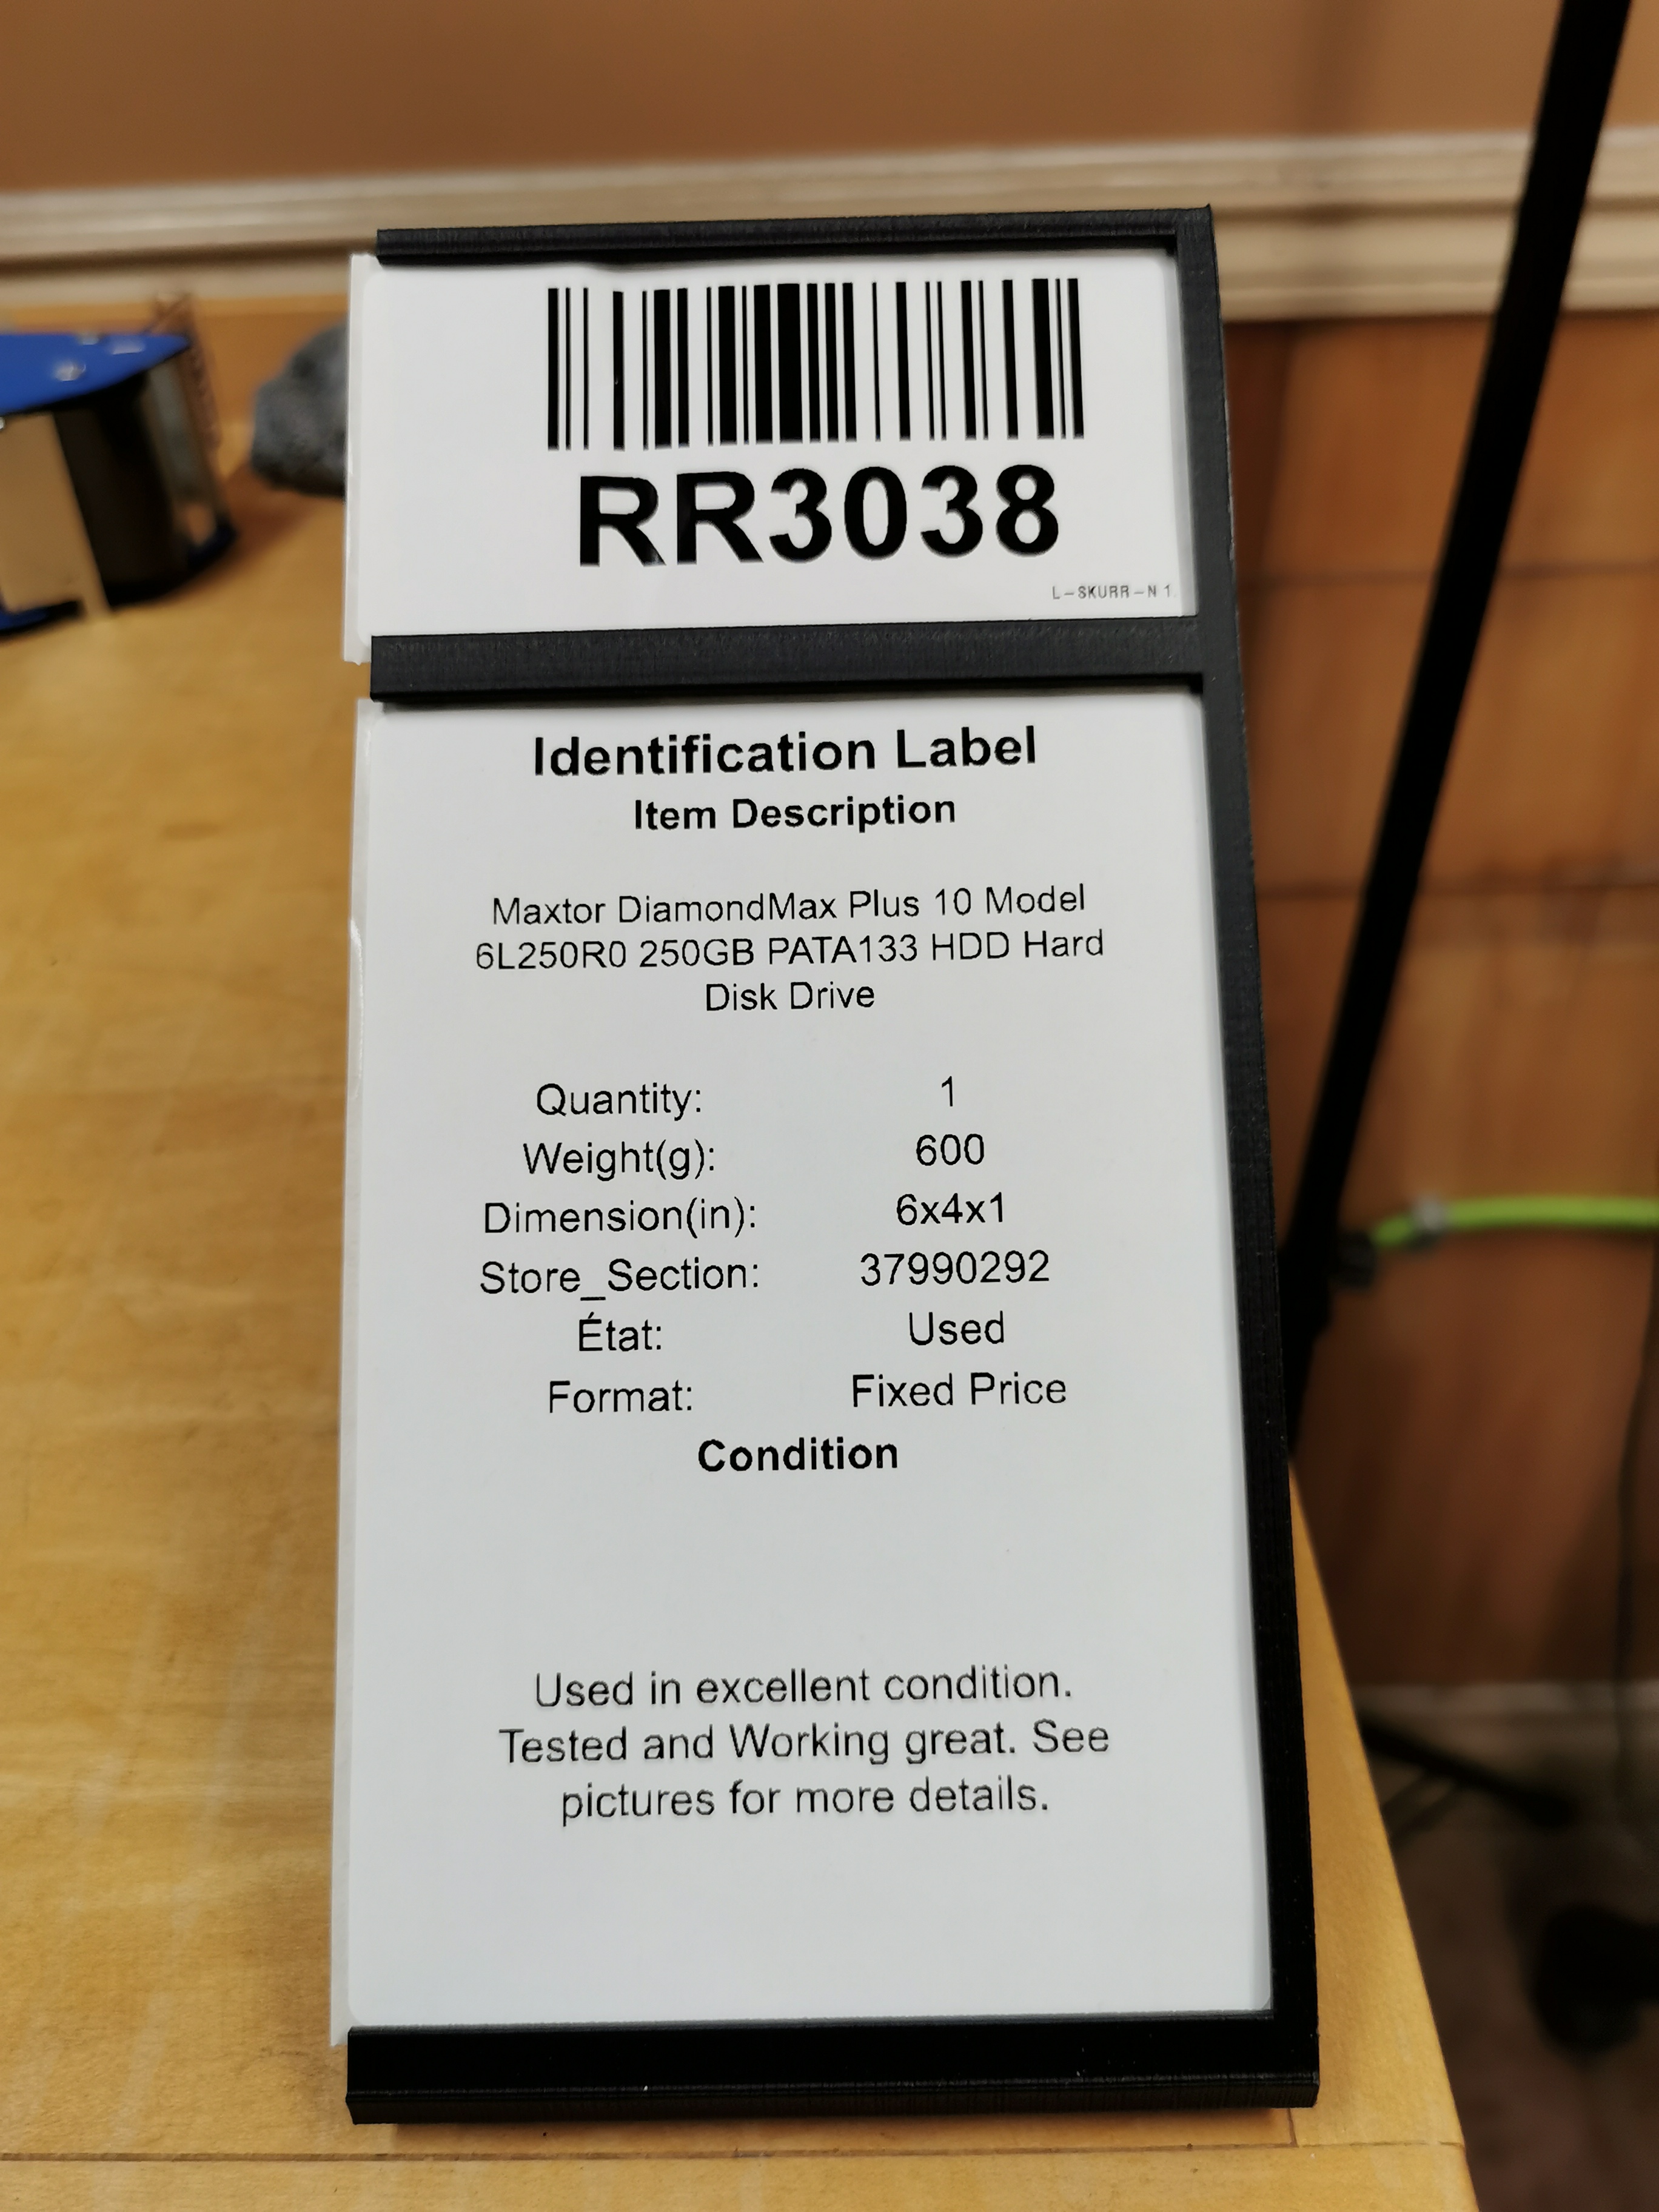 RR3038
L-SKURR-N 1
Identification Label
Item Description
Maxtor DiamondMax Plus 10 Model
6L250R0 250GB PATA133 HDD Hard
Disk Drive
Quantity: 1
Weight(g): 600
Dimension(in): 6x4x1
Store_Section: 37990292
État: Used
Format: Fixed Price
Condition
Used in excellent condition.
Tested and Working great. See
pictures for more details.